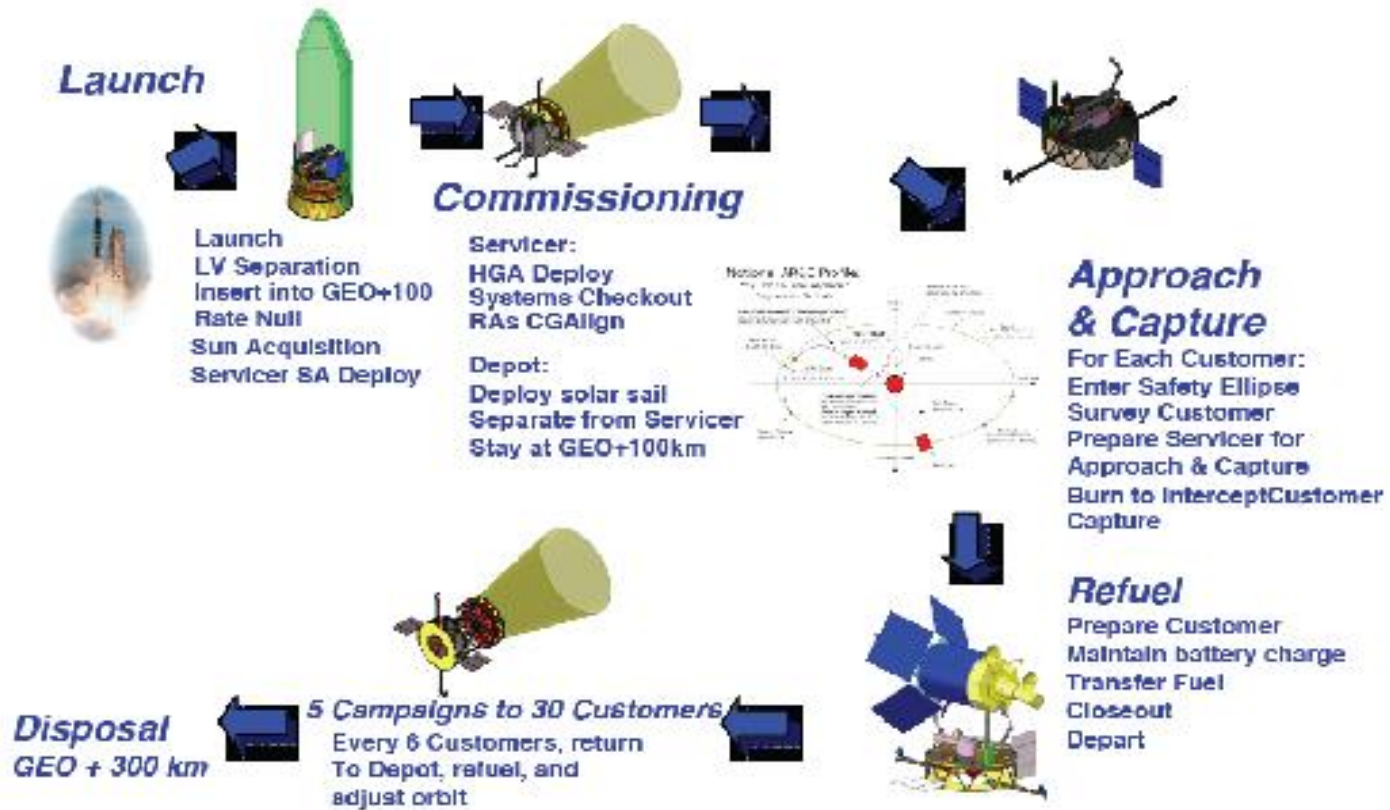 Launch
Launch
LV Separation
Insert into GEO+100
Rate Null
Sun Acquisition
Servicer SA Deploy
Commissioning
Servicer:
HGA Deploy
Systems Checkout
RAs CGAlign
Depot:
Deploy solar sail
Separate from Servicer
Stay at GEO+100km
Approach
& Capture
For Each Customer:
Enter Safety Ellipse
Survey Customer
Prepare Servicer for
Approach & Capture
Burn to InterceptCustomer
Capture
Refuel
Prepare Customer
Maintain battery charge
Transfer Fuel
Closeout
Depart
5 Campaigns to 30 Customers
Every 6 Customers, return
To Depot, refuel, and
adjust orbit
Disposal
GEO + 300 km